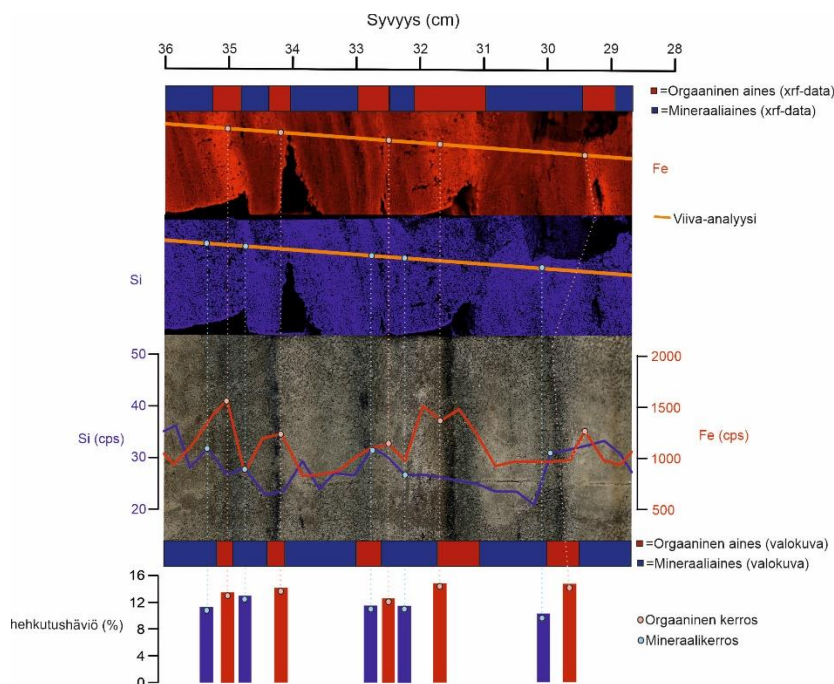 Syvyys (cm)
36 35 34 33 32 31 30 29 28
=Orgaaninen aines (xrf-data)
=Mineraaliaines (xrf-data)
Fe
Viiva-analyysi
Si
50
40
30
20
Si (cps)
2000
1500
1000
500
Fe (cps)
=Orgaaninen aines (valokuva)
=Mineraaliaines (valokuva)
16
12
8
4
0
hehkutushäviö (%)
Orgaaninen kerros
Mineraalikerros